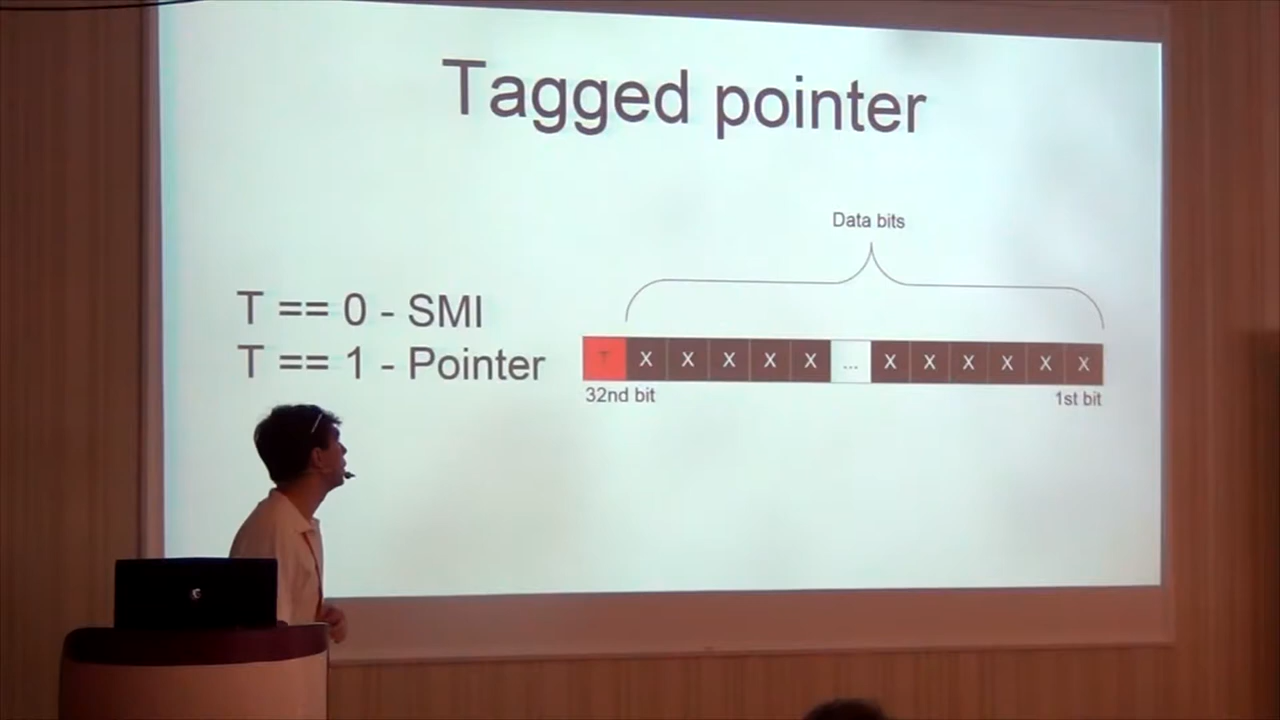 Tagged pointer
Data bits
T == 0 - SMI
T == 1 - Pointer
T X X X X X ... X X X X X X
32nd bit
1st bit